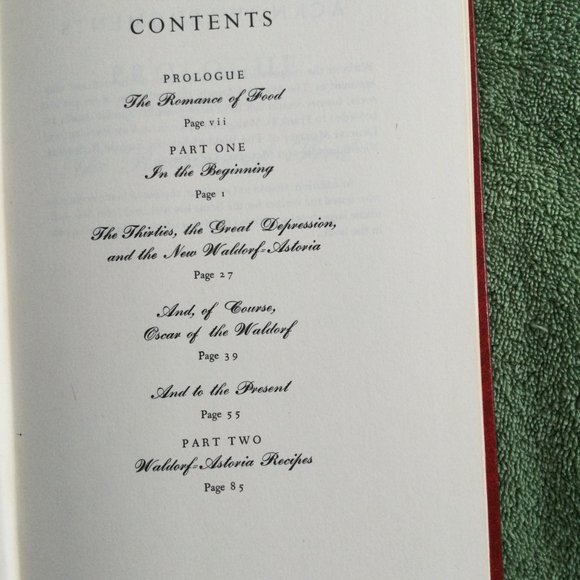 CONTENTS
PROLOGUE
The Romance of Food
Page vii
PART ONE
In the Beginning
Page 1
The Thirties, the Great Depression,
and the New Waldorf=Astoria
Page 27
And, of Course,
Oscar of the Waldorf
Page 39
And to the Present
Page 55
PART TWO
Waldorf=Astoria Recipes
Page 85